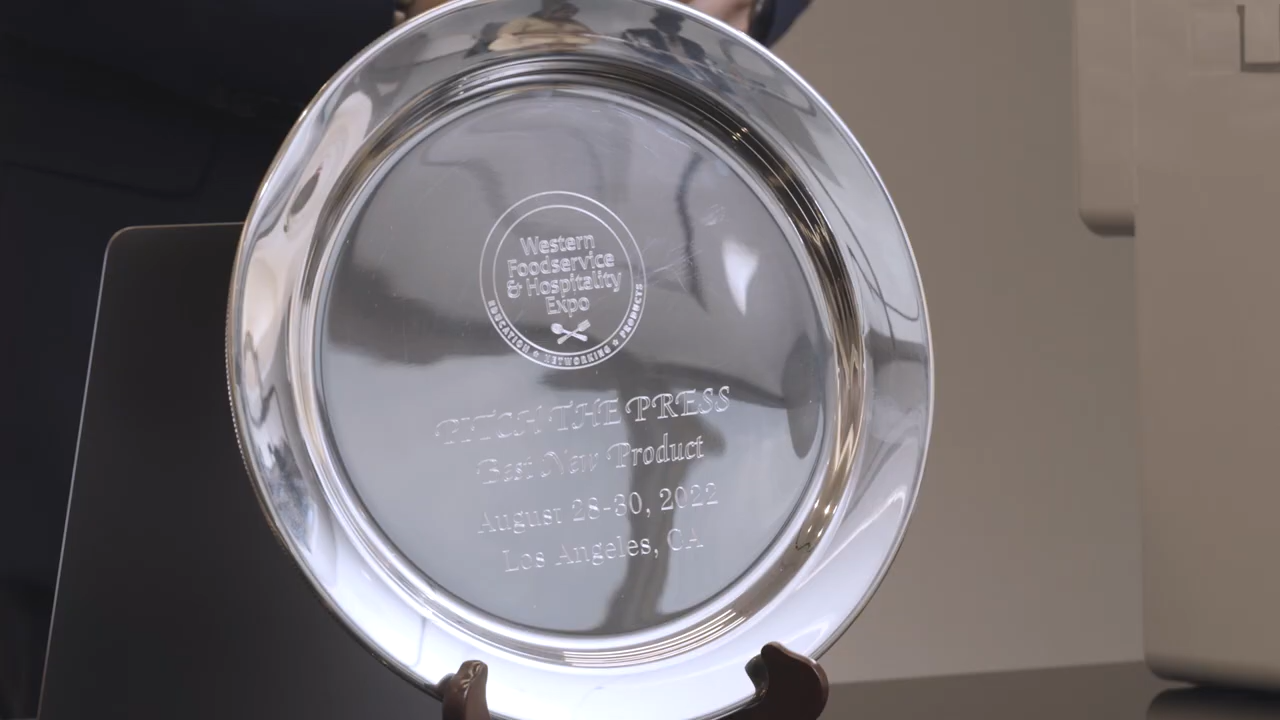 Western
Foodservice
& Hospitality
Expo
EDUCATION ★ NETWORKING ★ PRODUCTS
PITCH THE PRESS
Best New Product
August 28-30, 2022
Los Angeles, CA